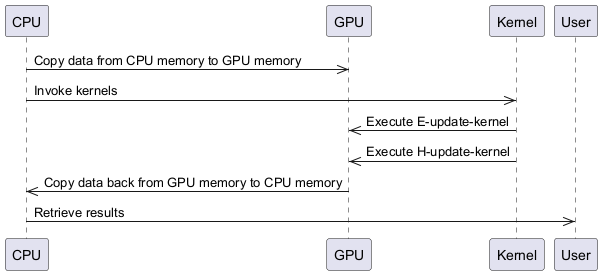 CPU GPU Kernel User
Copy data from CPU memory to GPU memory
Invoke kernels
Execute E-update-kernel
Execute H-update-kernel
Copy data back from GPU memory to CPU memory
Retrieve results
CPU GPU Kernel User